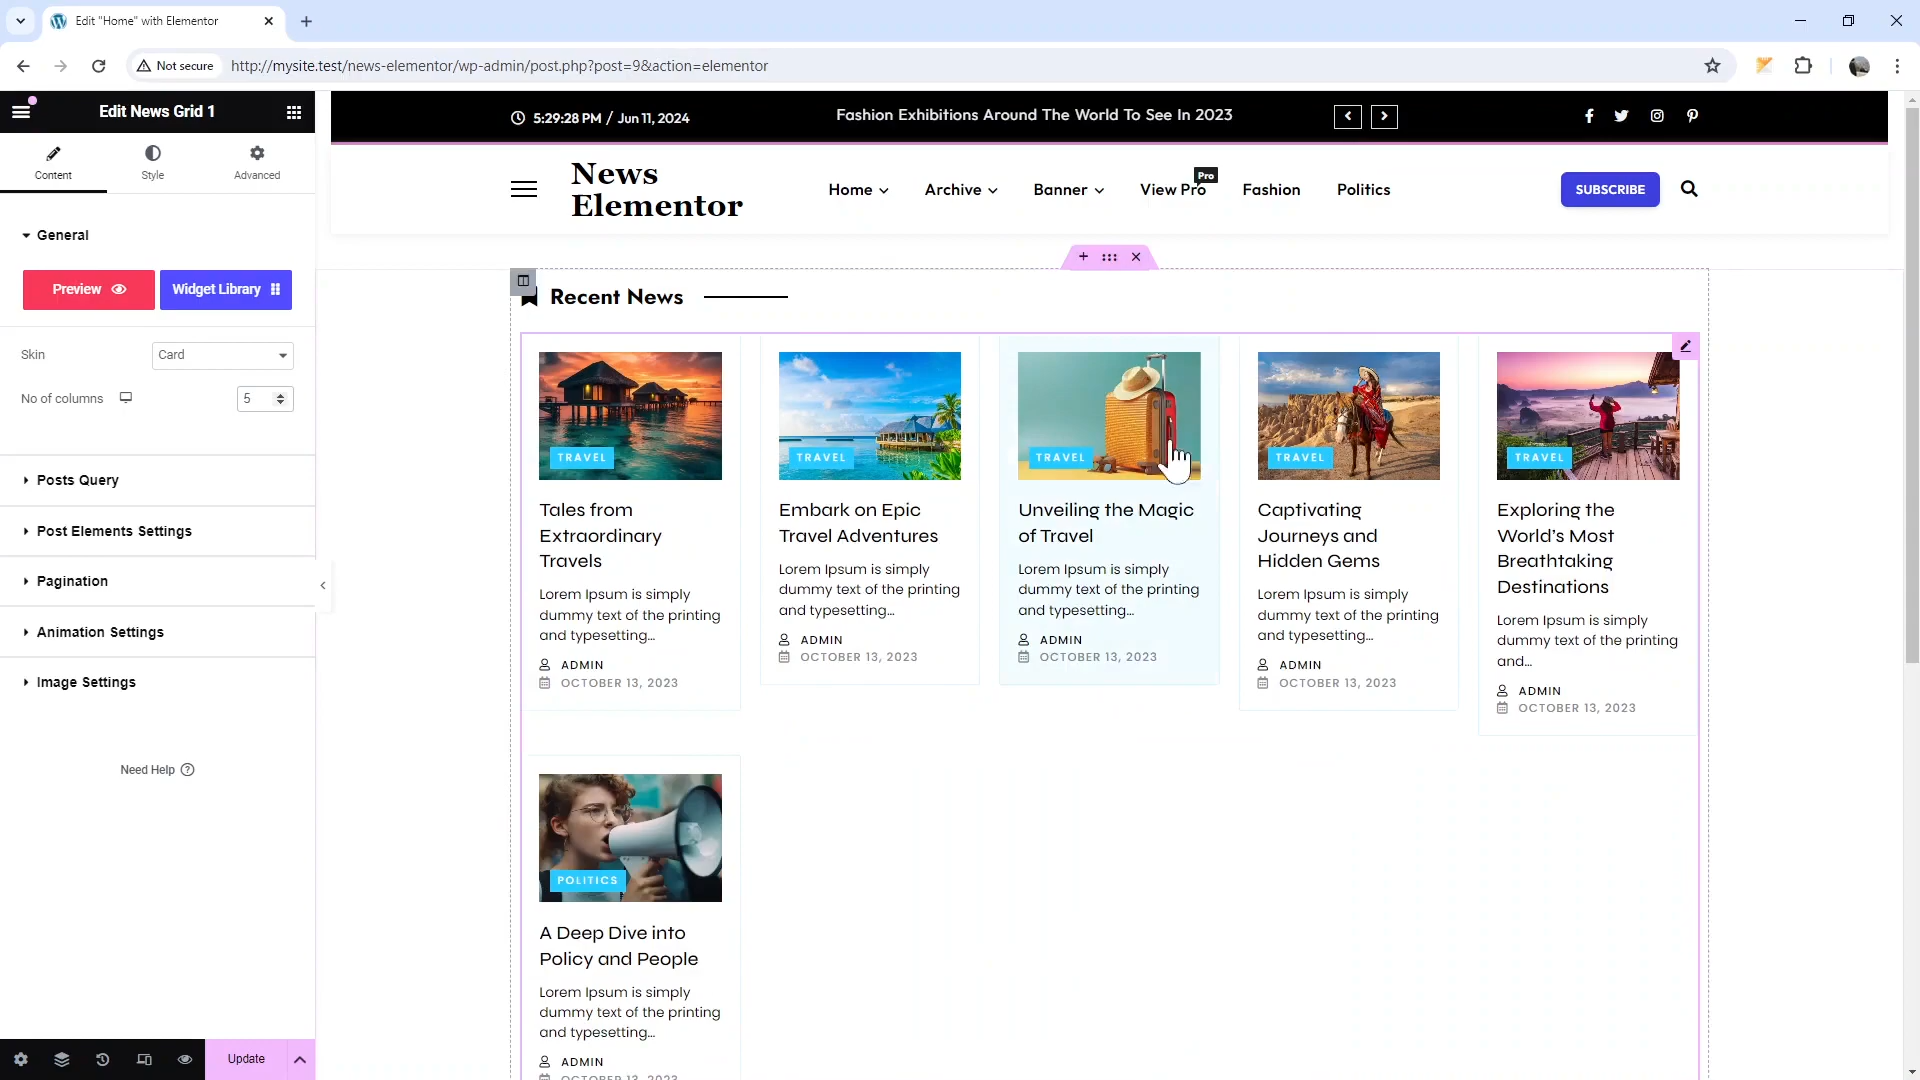 Edit "Home" with Elementor
Not secure
http://mysite.test/news-elementor/wp-admin/post.php?post=9&action=elementor
Edit News Grid 1
Content
Style
Advanced
General
Preview
Widget Library
Skin
Card
No of columns
5
Posts Query
Post Elements Settings
Pagination
Animation Settings
Image Settings
Need Help
Update
5:29:28 PM / Jun 11, 2024
Fashion Exhibitions Around The World To See In 2023
News
Elementor
Home
Archive
Banner
View Pro
Pro
Fashion
Politics
SUBSCRIBE
Recent News
TRAVEL
Tales from
Extraordinary
Travels
Lorem Ipsum is simply
dummy text of the printing
and typesetting...
ADMIN
OCTOBER 13, 2023
TRAVEL
Embark on Epic
Travel Adventures
Lorem Ipsum is simply
dummy text of the printing
and typesetting...
ADMIN
OCTOBER 13, 2023
TRAVEL
Unveiling the Magic
of Travel
Lorem Ipsum is simply
dummy text of the printing
and typesetting...
ADMIN
OCTOBER 13, 2023
TRAVEL
Captivating
Journeys and
Hidden Gems
Lorem Ipsum is simply
dummy text of the printing
and typesetting...
ADMIN
OCTOBER 13, 2023
TRAVEL
Exploring the
World's Most
Breathtaking
Destinations
Lorem Ipsum is simply
dummy text of the printing
and...
ADMIN
OCTOBER 13, 2023
POLITICS
A Deep Dive into
Policy and People
Lorem Ipsum is simply
dummy text of the printing
and typesetting...
ADMIN
OCTOBER 13, 2023